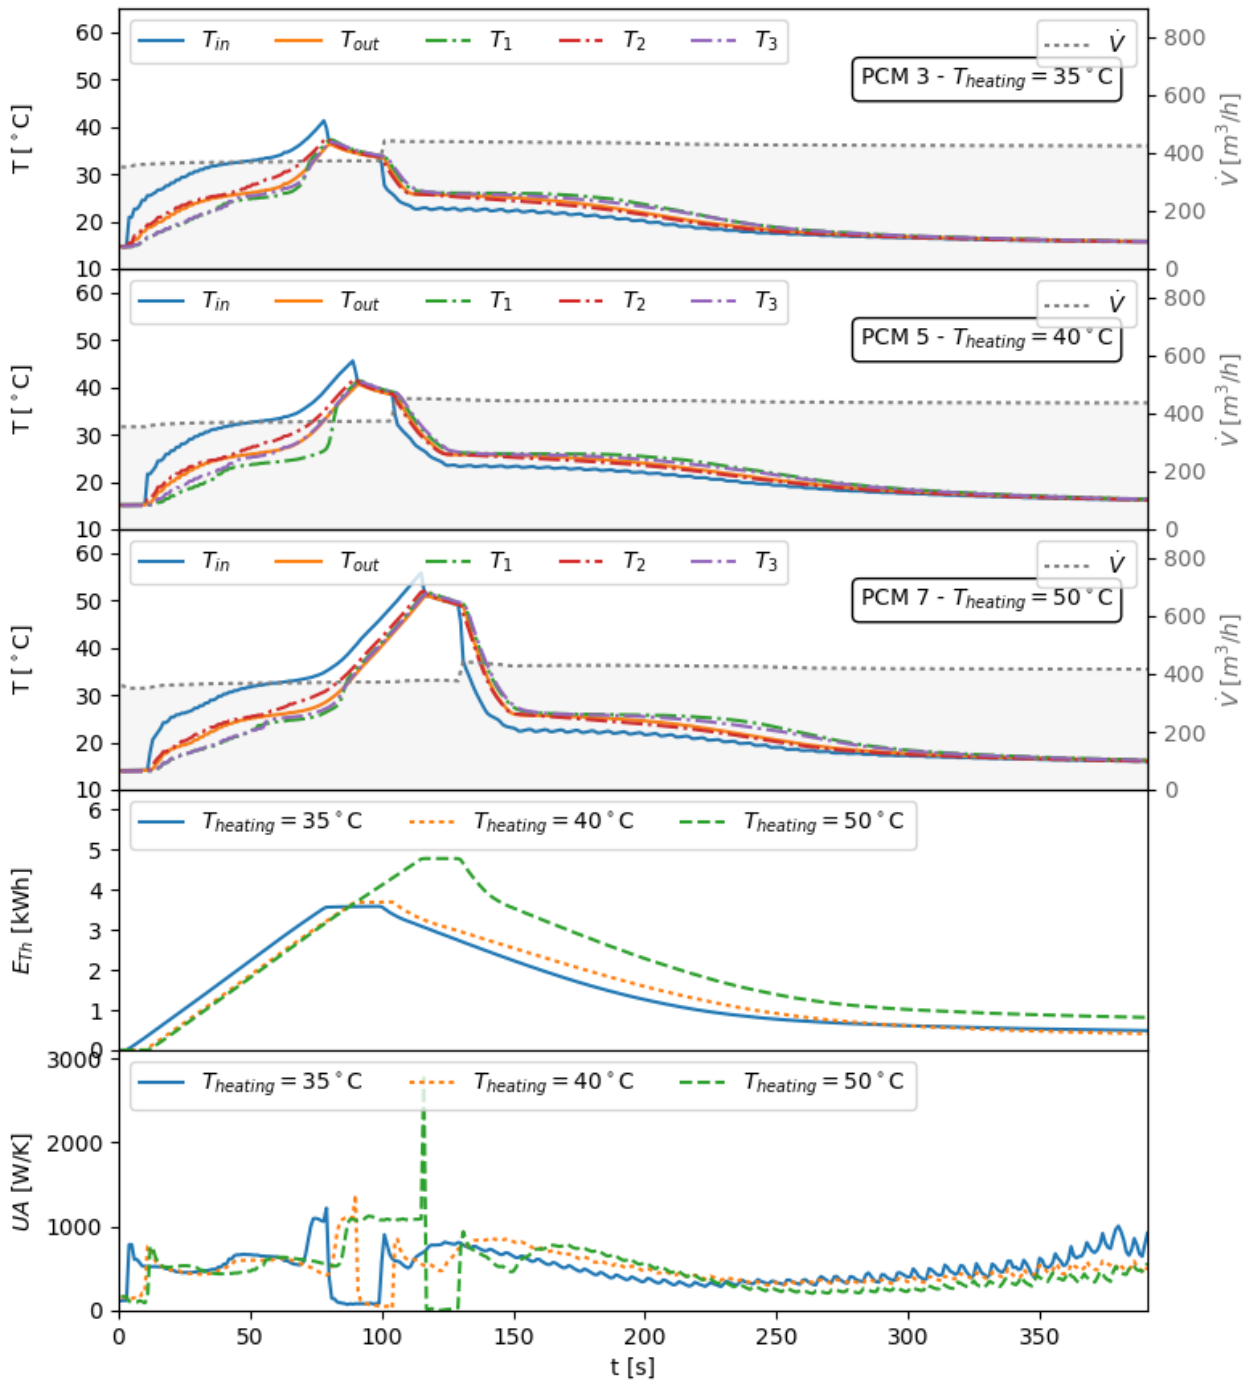 T_in T_out T_1 T_2 T_3 V̇
PCM 3 - T_heating = 35°C
T [°C]
60
50
40
30
20
10
V̇ [m³/h]
800
600
400
200
0
T_in T_out T_1 T_2 T_3 V̇
PCM 5 - T_heating = 40°C
T [°C]
60
50
40
30
20
10
V̇ [m³/h]
800
600
400
200
0
T_in T_out T_1 T_2 T_3 V̇
PCM 7 - T_heating = 50°C
T [°C]
60
50
40
30
20
10
V̇ [m³/h]
800
600
400
200
0
T_heating = 35°C T_heating = 40°C T_heating = 50°C
E_Th [kWh]
6
5
4
3
2
1
0
T_heating = 35°C T_heating = 40°C T_heating = 50°C
UA [W/K]
3000
2000
1000
0
0 50 100 150 200 250 300 350
t [s]